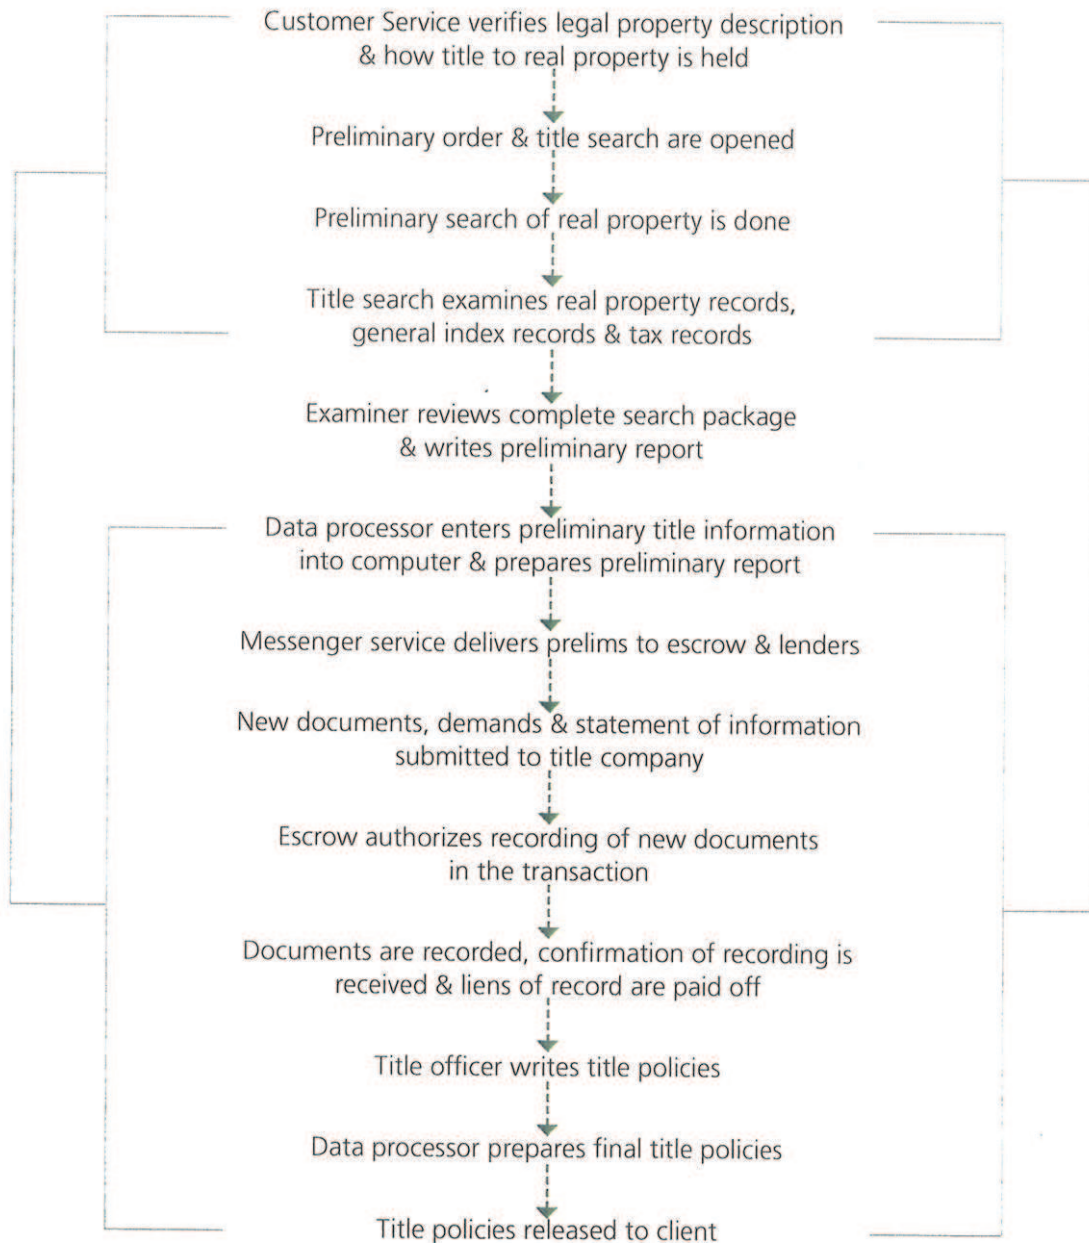 Customer Service verifies legal property description
& how title to real property is held
Preliminary order & title search are opened
Preliminary search of real property is done
Title search examines real property records,
general index records & tax records
Examiner reviews complete search package
& writes preliminary report
Data processor enters preliminary title information
into computer & prepares preliminary report
Messenger service delivers prelims to escrow & lenders
New documents, demands & statement of information
submitted to title company
Escrow authorizes recording of new documents
in the transaction
Documents are recorded, confirmation of recording is
received & liens of record are paid off
Title officer writes title policies
Data processor prepares final title policies
Title policies released to client